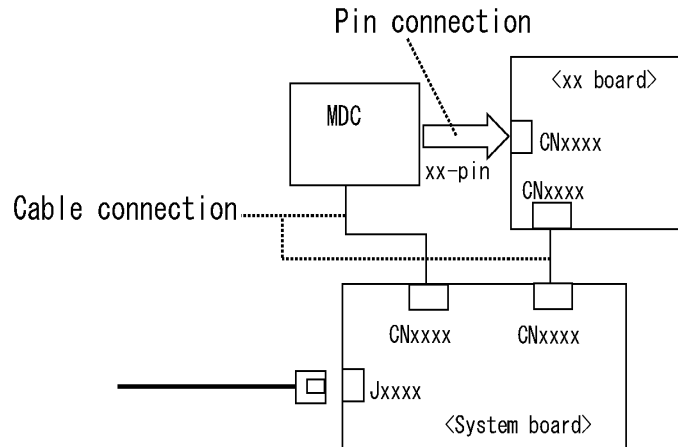 Pin connection
<xx board>
MDC
CNxxxx
xx-pin
CNxxxx
Cable connection
CNxxxx
CNxxxx
Jxxxx
<System board>